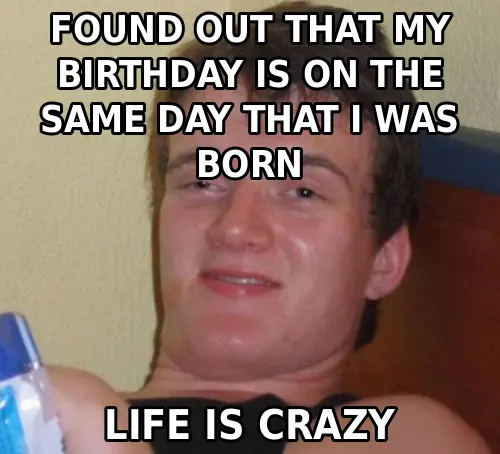 FOUND OUT THAT MY
BIRTHDAY IS ON THE
SAME DAY THAT I WAS
BORN
LIFE IS CRAZY